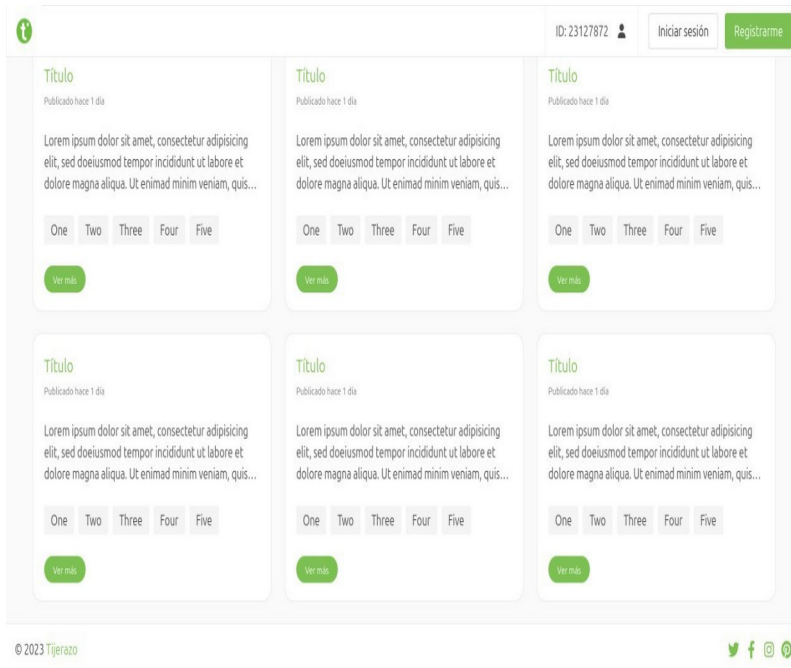 t
ID: 23127872 Iniciar sesión Registrarme
Título Título Título
Publicado hace 1 día Publicado hace 1 día Publicado hace 1 día
Lorem ipsum dolor sit amet, consectetur adipisicing Lorem ipsum dolor sit amet, consectetur adipisicing Lorem ipsum dolor sit amet, consectetur adipisicing
elit, sed doeiusmod tempor incididunt ut labore et elit, sed doeiusmod tempor incididunt ut labore et elit, sed doeiusmod tempor incididunt ut labore et
dolore magna aliqua. Ut enimad minim veniam, quis... dolore magna aliqua. Ut enimad minim veniam, quis... dolore magna aliqua. Ut enimad minim veniam, quis...
One Two Three Four Five One Two Three Four Five One Two Three Four Five
Ver más Ver más Ver más
Título Título Título
Publicado hace 1 día Publicado hace 1 día Publicado hace 1 día
Lorem ipsum dolor sit amet, consectetur adipisicing Lorem ipsum dolor sit amet, consectetur adipisicing Lorem ipsum dolor sit amet, consectetur adipisicing
elit, sed doeiusmod tempor incididunt ut labore et elit, sed doeiusmod tempor incididunt ut labore et elit, sed doeiusmod tempor incididunt ut labore et
dolore magna aliqua. Ut enimad minim veniam, quis... dolore magna aliqua. Ut enimad minim veniam, quis... dolore magna aliqua. Ut enimad minim veniam, quis...
One Two Three Four Five One Two Three Four Five One Two Three Four Five
Ver más Ver más Ver más
© 2023 Tijerazo